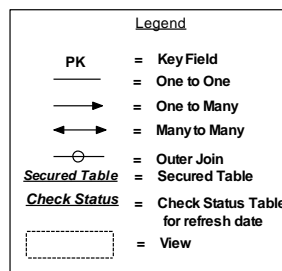 Legend
PK = Key Field
= One to One
= One to Many
= Many to Many
= Outer Join
Secured Table = Secured Table
Check Status = Check Status Table
for refresh date
= View